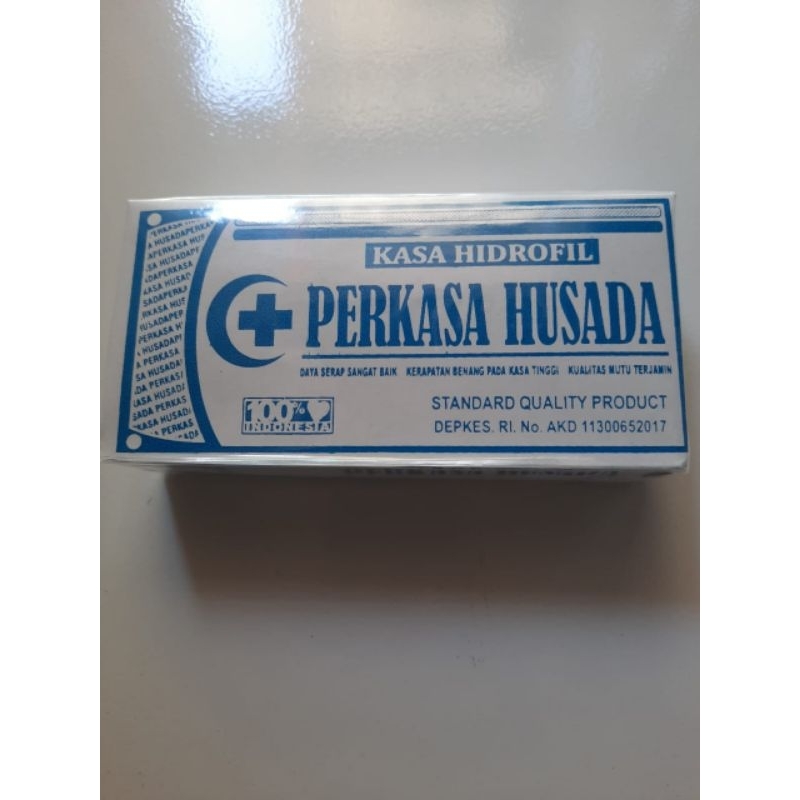 KASA HIDROFIL
PERKASA HUSADA
DAYA SERAP SANGAT BAIK KERAPATAN BENANG PADA KASA TINGGI KUALITAS MUTU TERJAMIN
100%
INDONESIA
STANDARD QUALITY PRODUCT
DEPKES. RI. No. AKD 11300652017